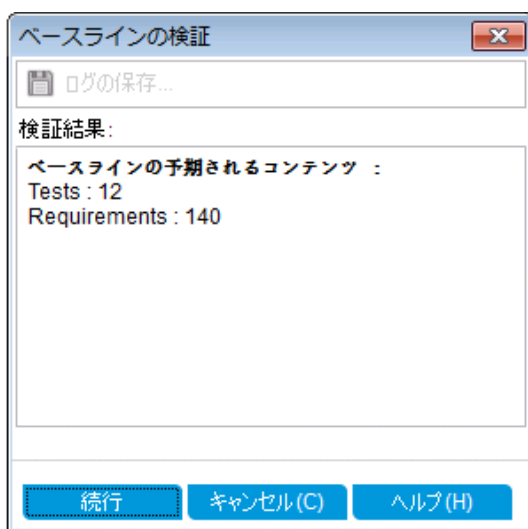 ベースラインの検証
ログの保存...
検証結果:
ベースラインの予期されるコンテンツ :
Tests : 12
Requirements : 140
続行
キャンセル(C)
ヘルプ(H)